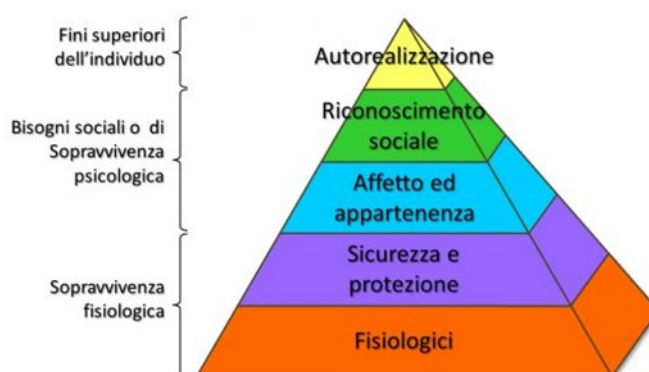 Fini superiori
dell'individuo
Autorealizzazione
Bisogni sociali o di
Sopravvivenza
psicologica
Riconoscimento
sociale
Affetto ed
appartenenza
Sopravvivenza
fisiologica
Sicurezza e
protezione
Fisiologici